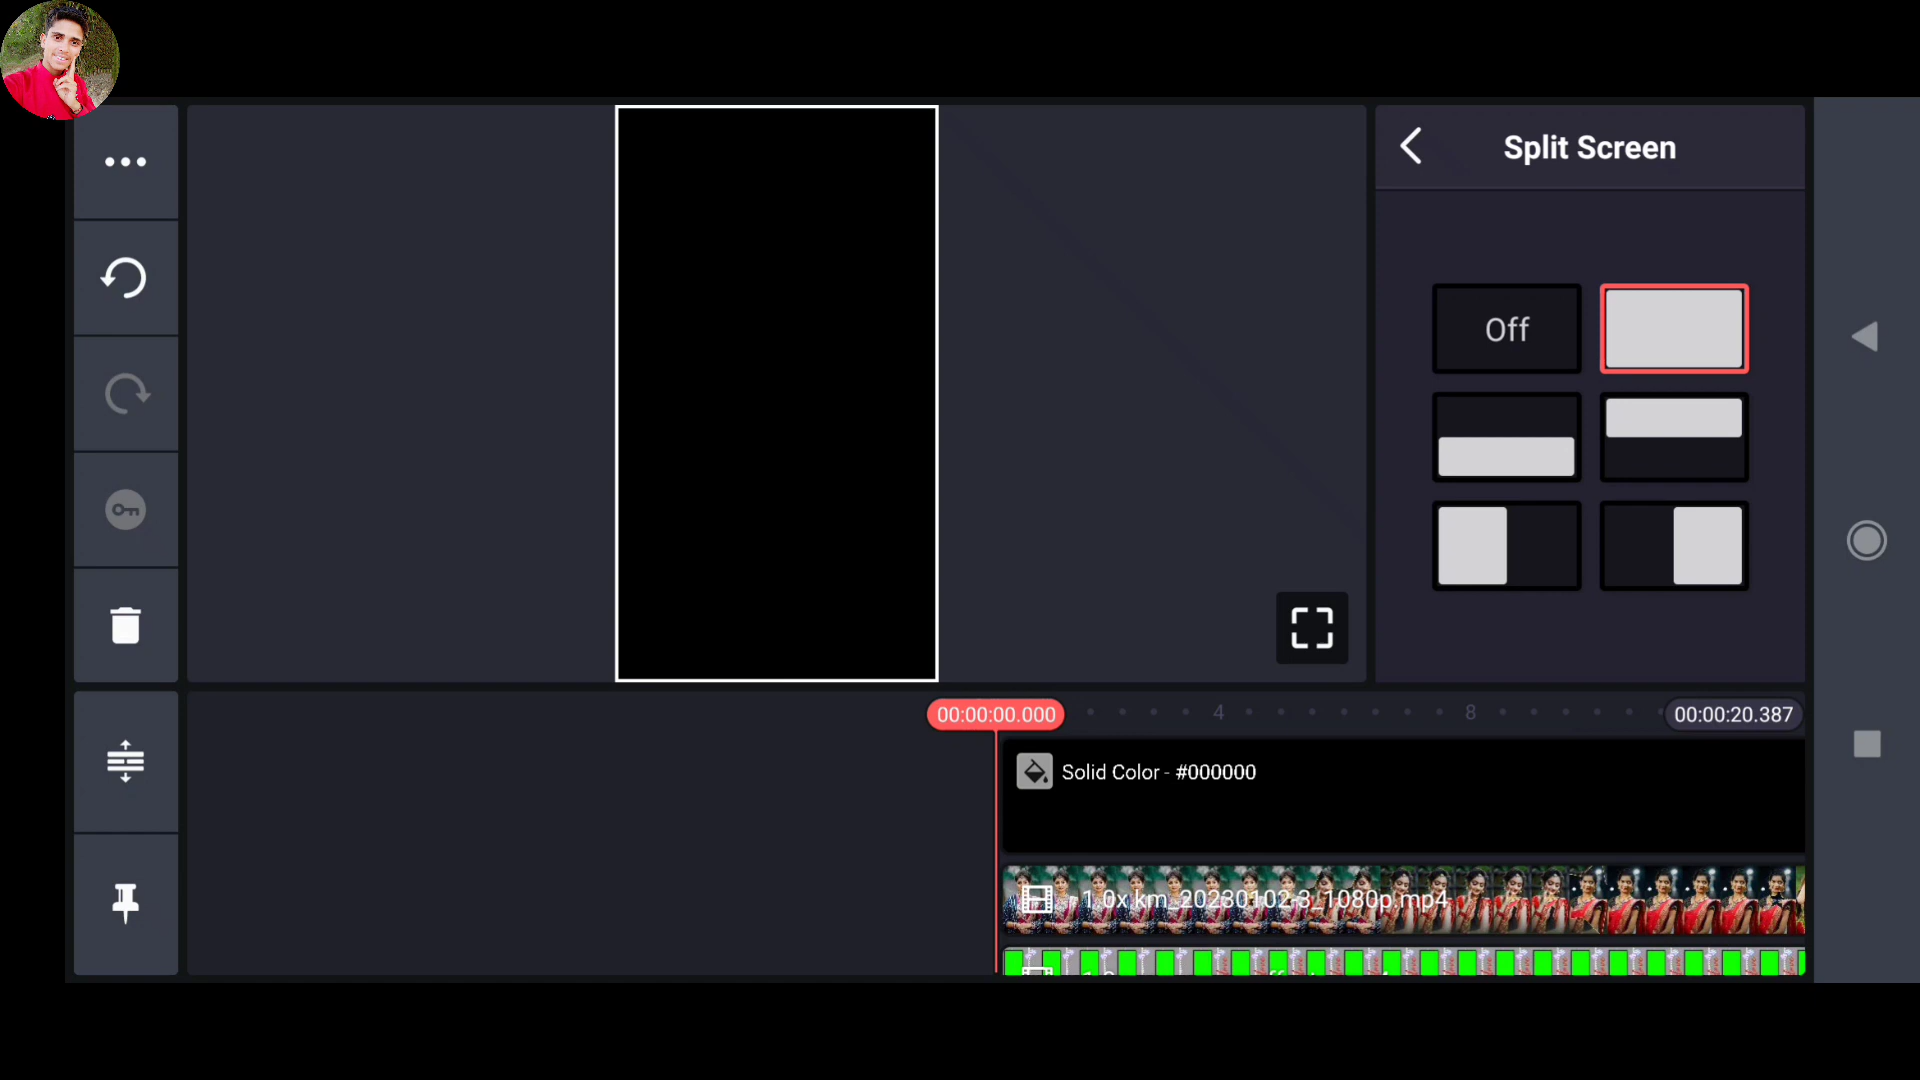 Split Screen
Off
00:00:00.000
4
8
00:00:20.387
Solid Color - #000000
1.0x km_20230102-3_1080p.mp4